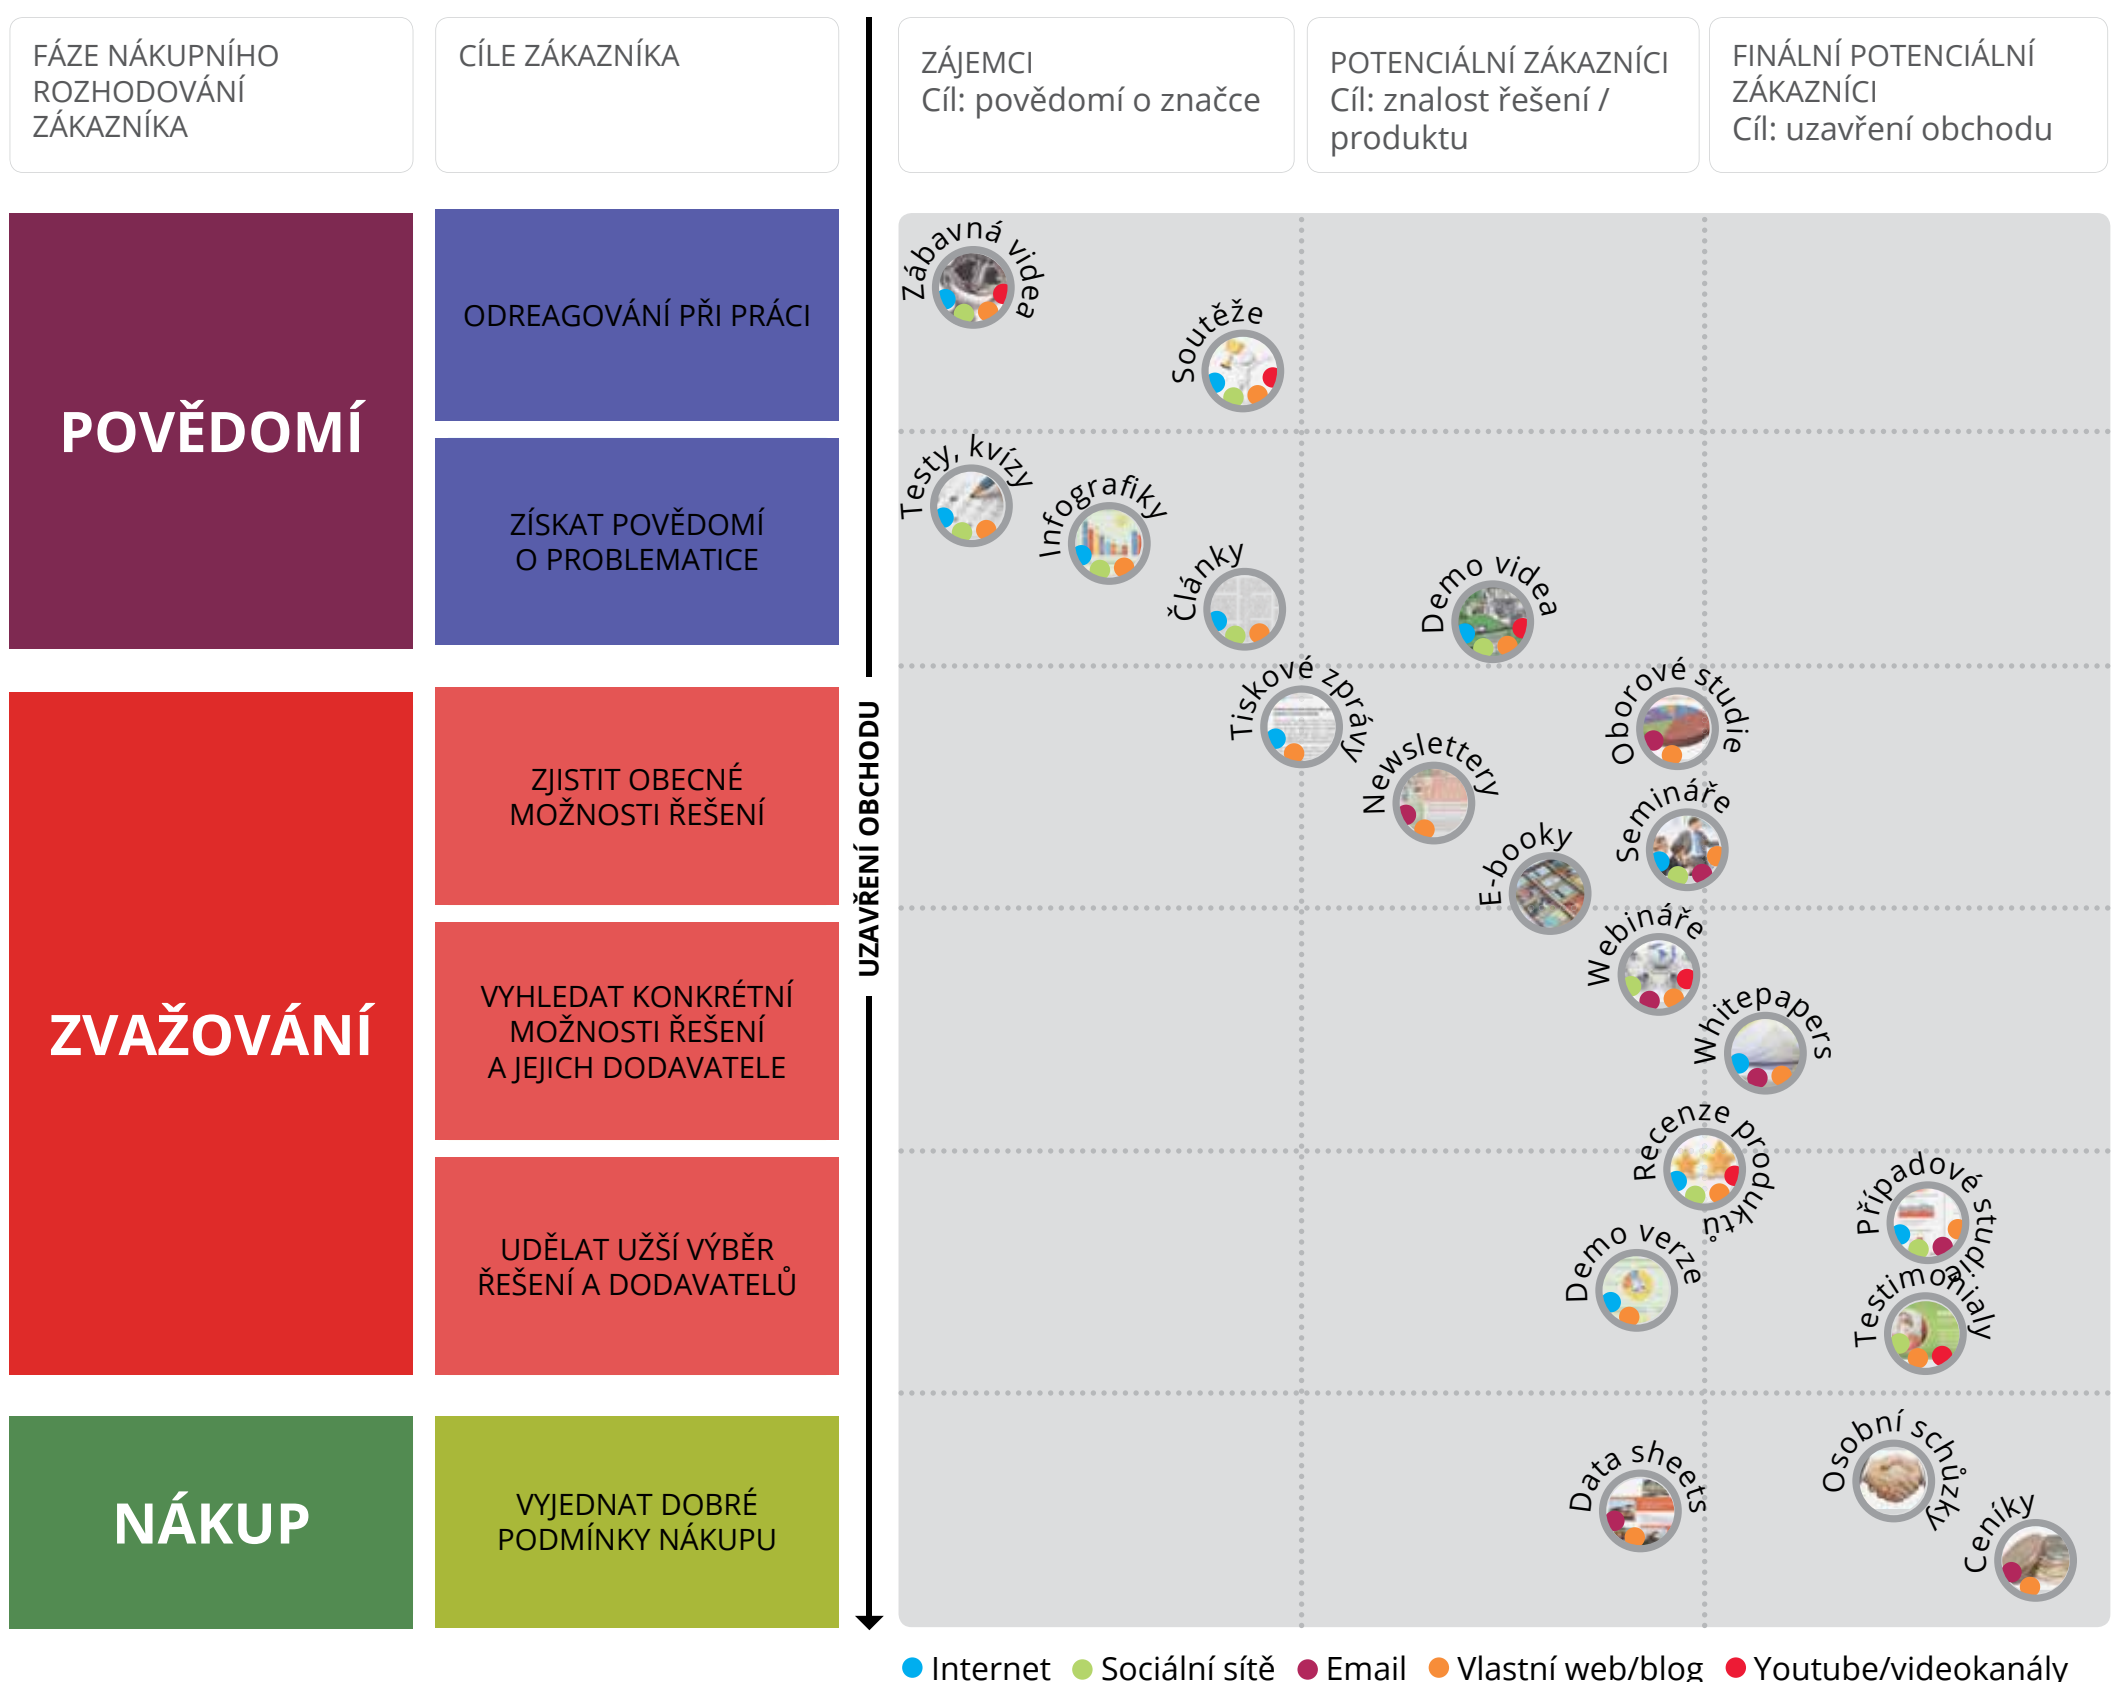 FÁZE NÁKUPNÍHO
ROZHODOVÁNÍ
ZÁKAZNÍKA
CÍLE ZÁKAZNÍKA
ZÁJEMCI
Cíl: povědomí o značce
POTENCIÁLNÍ ZÁKAZNÍCI
Cíl: znalost řešení /
produktu
FINÁLNÍ POTENCIÁLNÍ
ZÁKAZNÍCI
Cíl: uzavření obchodu
POVĚDOMÍ
ODREAGOVÁNÍ PŘI PRÁCI
ZÍSKAT POVĚDOMÍ
O PROBLEMATICE
ZVAŽOVÁNÍ
ZJISTIT OBECNÉ
MOŽNOSTI ŘEŠENÍ
VYHLEDAT KONKRÉTNÍ
MOŽNOSTI ŘEŠENÍ
A JEJICH DODAVATELE
UDĚLAT UŽŠÍ VÝBĚR
ŘEŠENÍ A DODAVATELŮ
NÁKUP
VYJEDNAT DOBRÉ
PODMÍNKY NÁKUPU
UZAVŘENÍ OBCHODU
Zábavná videa
Soutěže
Testy, kvízy
Infografiky
Články
Demo videa
Tiskové zprávy
Oborové studie
Newslettery
Semináře
E-booky
Webináře
Whitepapers
Recenze produktů
Případové studie
Demo verze
Testimonialy
Osobní schůzky
Data sheets
Ceníky
Internet
Sociální sítě
Email
Vlastní web/blog
Youtube/videokanály